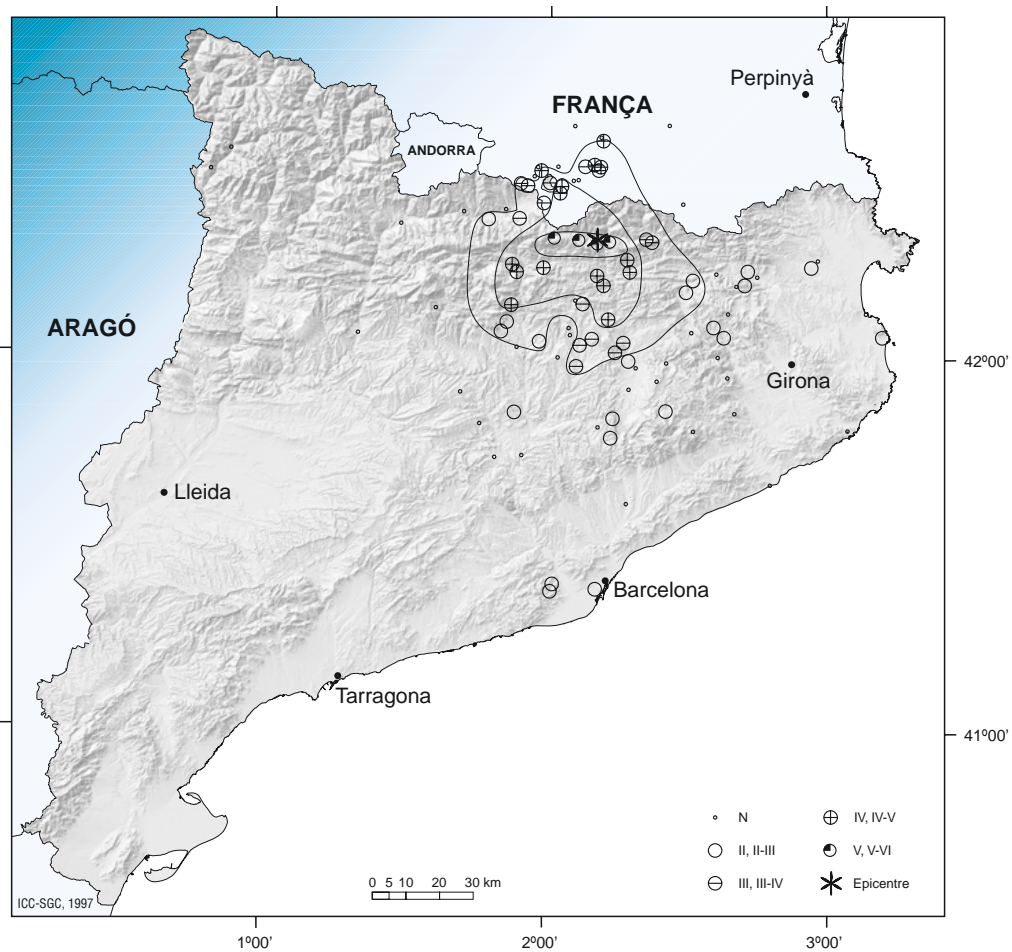 Perpinyà
FRANÇA
ANDORRA
ARAGÓ
42º00'
Girona
Lleida
Barcelona
Tarragona
41º00'
N
IV, IV-V
II, II-III
V, V-VI
III, III-IV
Epicentre
0 5 10 20 30 km
ICC-SGC, 1997
1º00'
2º00'
3º00'